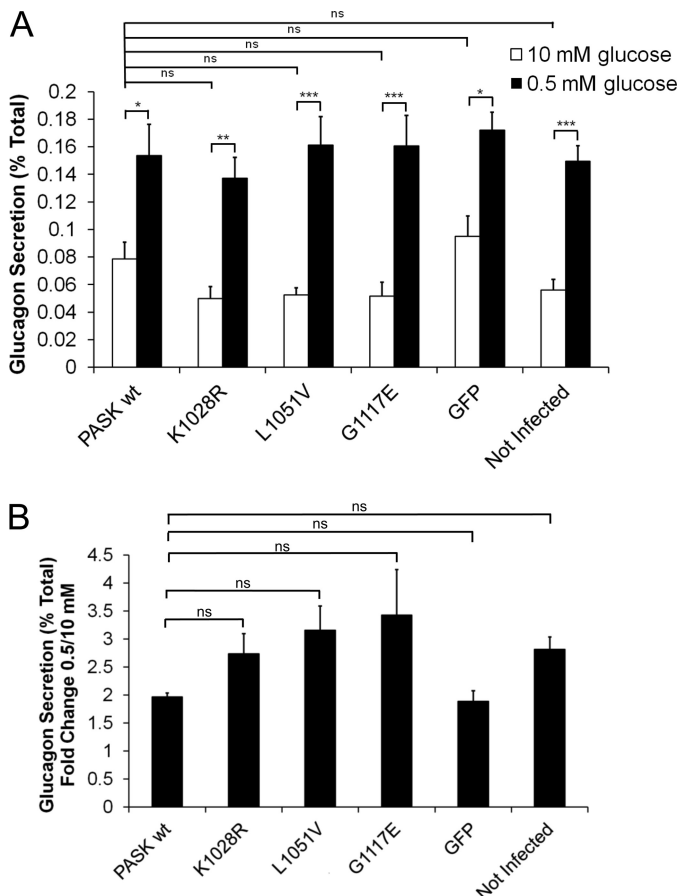 A
ns
ns
ns
ns
ns
10 mM glucose
0.5 mM glucose
Glucagon Secretion (% Total)
0.2
0.18
0.16
0.14
0.12
0.1
0.08
0.06
0.04
0.02
0
*
**
***
***
*
***
PASK wt
K1028R
L1051V
G1117E
GFP
Not Infected
B
ns
ns
ns
ns
ns
Glucagon Secretion (% Total)
Fold Change 0.5/10 mM
4.5
4
3.5
3
2.5
2
1.5
1
0.5
0
PASK wt
K1028R
L1051V
G1117E
GFP
Not Infected